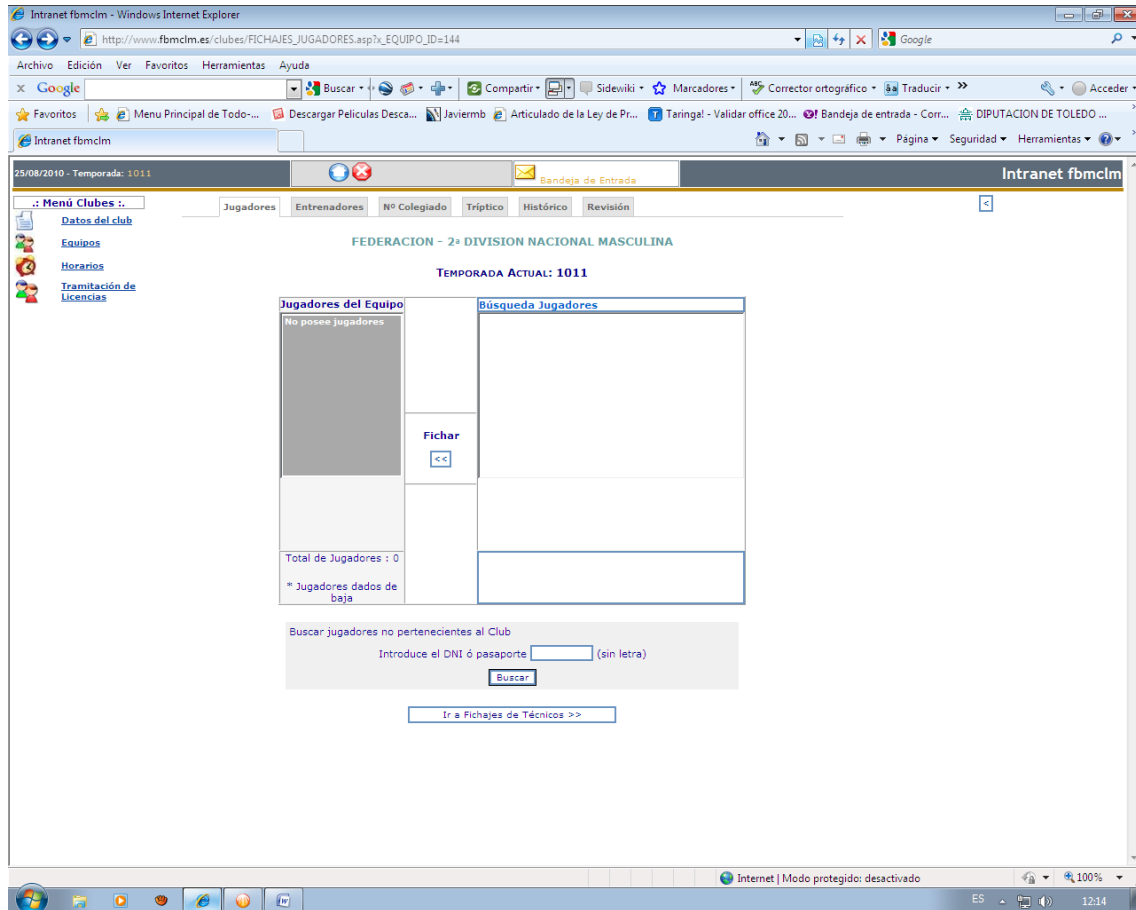 Intranet fbmclm - Windows Internet Explorer
http://www.fbmclm.es/clubes/FICHAJES_JUGADORES.asp?x_EQUIPO_ID=144
Google
Archivo Edición Ver Favoritos Herramientas Ayuda
x Google Buscar Compartir Sidewiki Marcadores ABC Corrector ortográfico aあ Traducir >> Acceder
Favoritos Menu Principal de Todo-... Descargar Peliculas Desca... Javiermb Articulado de la Ley de Pr... Taringa! - Validar office 20... Bandeja de entrada - Corr... DIPUTACION DE TOLEDO ...
Intranet fbmclm Página Seguridad Herramientas
25/08/2010 - Temporada: 1011 Bandeja de Entrada Intranet fbmclm
.: Menú Clubes :.
Datos del club
Equipos
Horarios
Tramitación de
Licencias
Jugadores Entrenadores Nº Colegiado Tríptico Histórico Revisión <
FEDERACION - 2ª DIVISION NACIONAL MASCULINA
TEMPORADA ACTUAL: 1011
Jugadores del Equipo Búsqueda Jugadores
No posee jugadores
Fichar
<<
Total de Jugadores : 0
* Jugadores dados de
baja
Buscar jugadores no pertenecientes al Club
Introduce el DNI ó pasaporte (sin letra)
Buscar
Ir a Fichajes de Técnicos >>
Internet | Modo protegido: desactivado 100%
ES 12:14